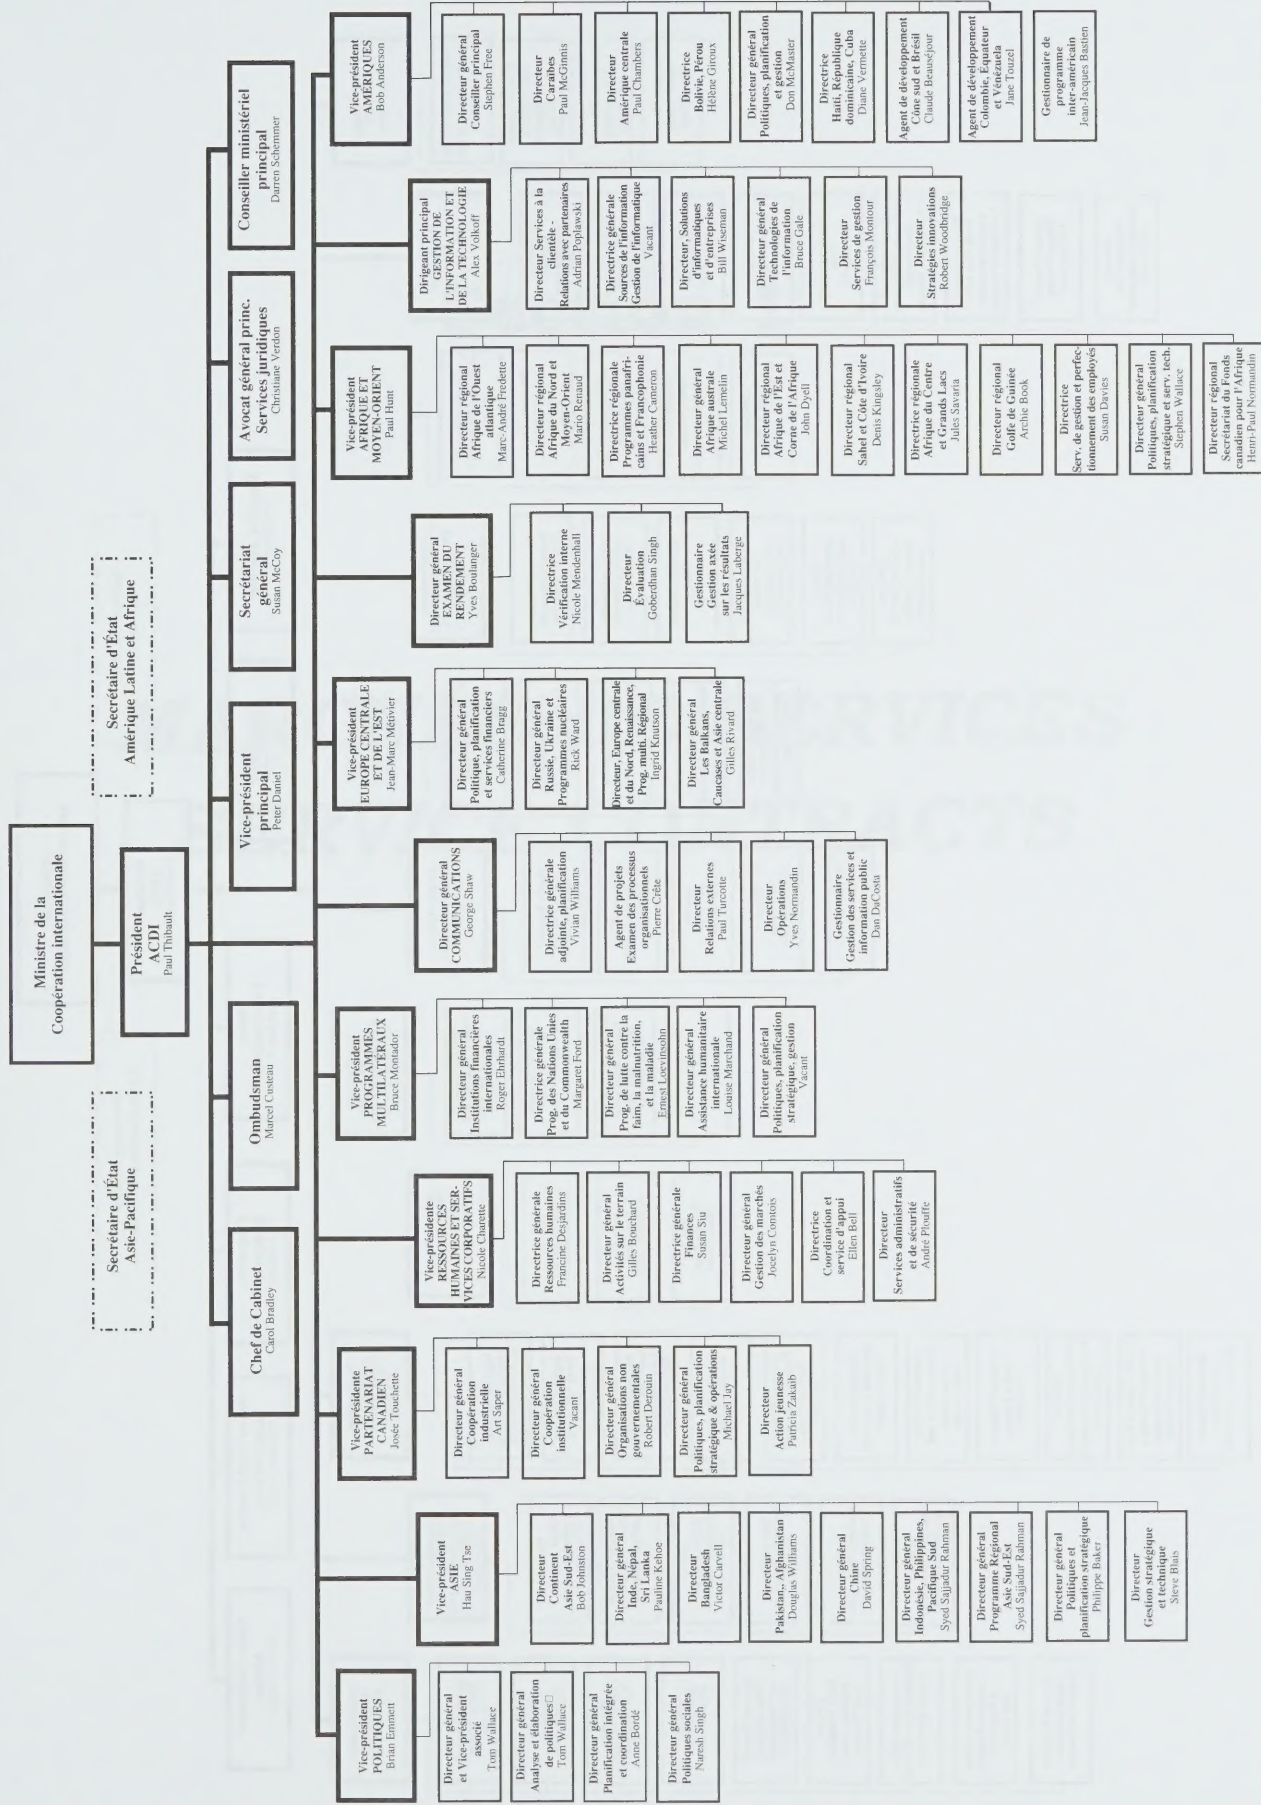 Ministre de la
Coopération internationale
Président
ACDI
Paul Thibault
Secrétaire d'État
Asie-Pacifique
Secrétaire d'État
Amérique Latine et Afrique
Chef de Cabinet
Carol Bradley
Ombudsman
Marcel Custeau
Vice-président
principal
Peter Daniel
Secrétariat
général
Susan McCoy
Avocat général princ.
Services juridiques
Christiane Verdon
Conseiller ministériel
principal
Darren Schemmer
Vice-président
POLITIQUES
Brian Emmett
Directeur général
et Vice-président
associé
Tom Wallace
Directeur général
Analyse et élaboration
de politiques□
Tom Wallace
Directeur général
Planification intégrée
et coordination
Anne Bordé
Directeur général
Politiques sociales
Naresh Singh
Vice-président
ASIE
Hau Sing Tse
Directeur
Continent
Asie Sud-Est
Bob Johnston
Directeur général
Inde, Népal,
Sri Lanka
Pauline Kehoe
Directeur
Bangladesh
Victor Carvell
Directeur
Pakistan,, Afghanistan
Douglas Williams
Directeur général
Chine
David Spring
Directeur général
Indonésie, Philippines,
Pacifique Sud
Syed Sajjadur Rahman
Directeur général
Programme Régional
Asie Sud-Est
Syed Sajjadur Rahman
Directeur général
Politiques et
planification stratégique
Philippe Baker
Directeur
Gestion stratégique
et technique
Steve Blais
Vice-présidente
PARTENARIAT
CANADIEN
Josée Touchette
Directeur général
Coopération
industrielle
Art Saper
Directeur général
Coopération
institutionnelle
Vacant
Directeur général
Organisations non
gouvernementales
Robert Derouin
Directeur général
Politiques, planification
stratégique & opérations
Michael Jay
Directeur
Action jeunesse
Patricia Zakaib
Vice-présidente
RESSOURCES
HUMAINES ET SER-
VICES CORPORATIFS
Nicole Charette
Directrice générale
Ressources humaines
Francine Desjardins
Directeur général
Activités sur le terrain
Gilles Bouchard
Directrice générale
Finances
Susan Siu
Directeur général
Gestion des marchés
Jocelyn Comtois
Directrice
Coordination et
service d'appui
Ellen Bell
Directeur
Services administratifs
et de sécurité
André Plouffe
Vice-président
PROGRAMMES
MULTILATÉRAUX
Bruce Montador
Directeur général
Institutions financières
internationales
Roger Ehrhardt
Directrice générale
Prog. des Nations Unies
et du Commonwealth
Margaret Ford
Directeur général
Prog. de lutte contre la
faim, la malnutrition,
et la maladie
Ernest Loevinsohn
Directeur général
Assistance humanitaire
internationale
Louise Marchand
Directeur général
Politiques, planification
stratégique, gestion
Vacant
Directeur général
COMMUNICATIONS
George Shaw
Directrice générale
adjointe, planification
Vivian Williams
Agent de projets
Examen des processus
organisationnels
Pierre Crête
Directeur
Relations externes
Paul Turcotte
Directeur
Opérations
Yves Normandin
Gestionnaire
Gestion des services et
information public
Dan DaCosta
Vice-président
EUROPE CENTRALE
ET DE L'EST
Jean-Marc Métivier
Directeur général
Politique, planification
et services financiers
Catherine Bragg
Directeur général
Russie, Ukraine et
Programmes nucléaires
Rick Ward
Directeur, Europe centrale
et du Nord, Renaissance,
Prog. multi. Régional
Ingrid Knutson
Directeur général
Les Balkans,
Caucases et Asie centrale
Gilles Rivard
Directeur général
EXAMEN DU
RENDEMENT
Yves Boulanger
Directrice
Vérification interne
Nicole Mendenhall
Directeur
Évaluation
Goberdhan Singh
Gestionnaire
Gestion axée
sur les résultats
Jacques Laberge
Vice-président
AFRIQUE ET
MOYEN-ORIENT
Paul Hunt
Directeur régional
Afrique de l'Ouest
atlantique
Marc-André Fredette
Directeur régional
Afrique du Nord et
Moyen-Orient
Mario Renaud
Directrice régionale
Programmes panafri-
cains et Francophonie
Heather Cameron
Directeur général
Afrique australe
Michel Lemelin
Directeur régional
Afrique de l'Est et
Corne de l'Afrique
John Dyell
Directeur régional
Sahel et Côte d'Ivoire
Denis Kingsley
Directrice régionale
Afrique du Centre
et Grands Lacs
Jules Savaria
Directeur régional
Golfe de Guinée
Archie Book
Directrice
Serv. de gestion et perfec-
tionnement des employés
Susan Davies
Directeur général
Politiques, planification
stratégique et serv. tech.
Stephen Wallace
Directeur régional
Secrétariat du Fonds
canadien pour l'Afrique
Henri-Paul Normandin
Dirigeant principal
GESTION DE
L'INFORMATION ET
DE LA TECHNOLOGIE
Alex Volkoff
Directeur Services à la
clientèle -
Relations avec partenaires
Adrian Poplawski
Directrice générale
Sources de l'information
Gestion de l'informatique
Vacant
Directeur, Solutions
d'informatiques
et d'entreprises
Bill Wiseman
Directeur général
Technologies de
l'information
Bruce Gale
Directeur
Services de gestion
François Montour
Directeur
Stratégies innovations
Robert Woodbridge
Vice-président
AMÉRIQUES
Bob Anderson
Directeur général
Conseiller principal
Stephen Free
Directeur
Caraïbes
Paul McGinnis
Directeur
Amérique centrale
Paul Chambers
Directrice
Bolivie, Pérou
Hélène Giroux
Directeur général
Politiques, planification
et gestion
Don McMaster
Directrice
Haïti, République
dominicaine, Cuba
Diane Vermette
Agent de développement
Cône sud et Brésil
Claude Beauséjour
Agent de développement
Colombie, Équateur
et Vénézuela
Jane Touzel
Gestionnaire de
programme
inter-américain
Jean-Jacques Bastien